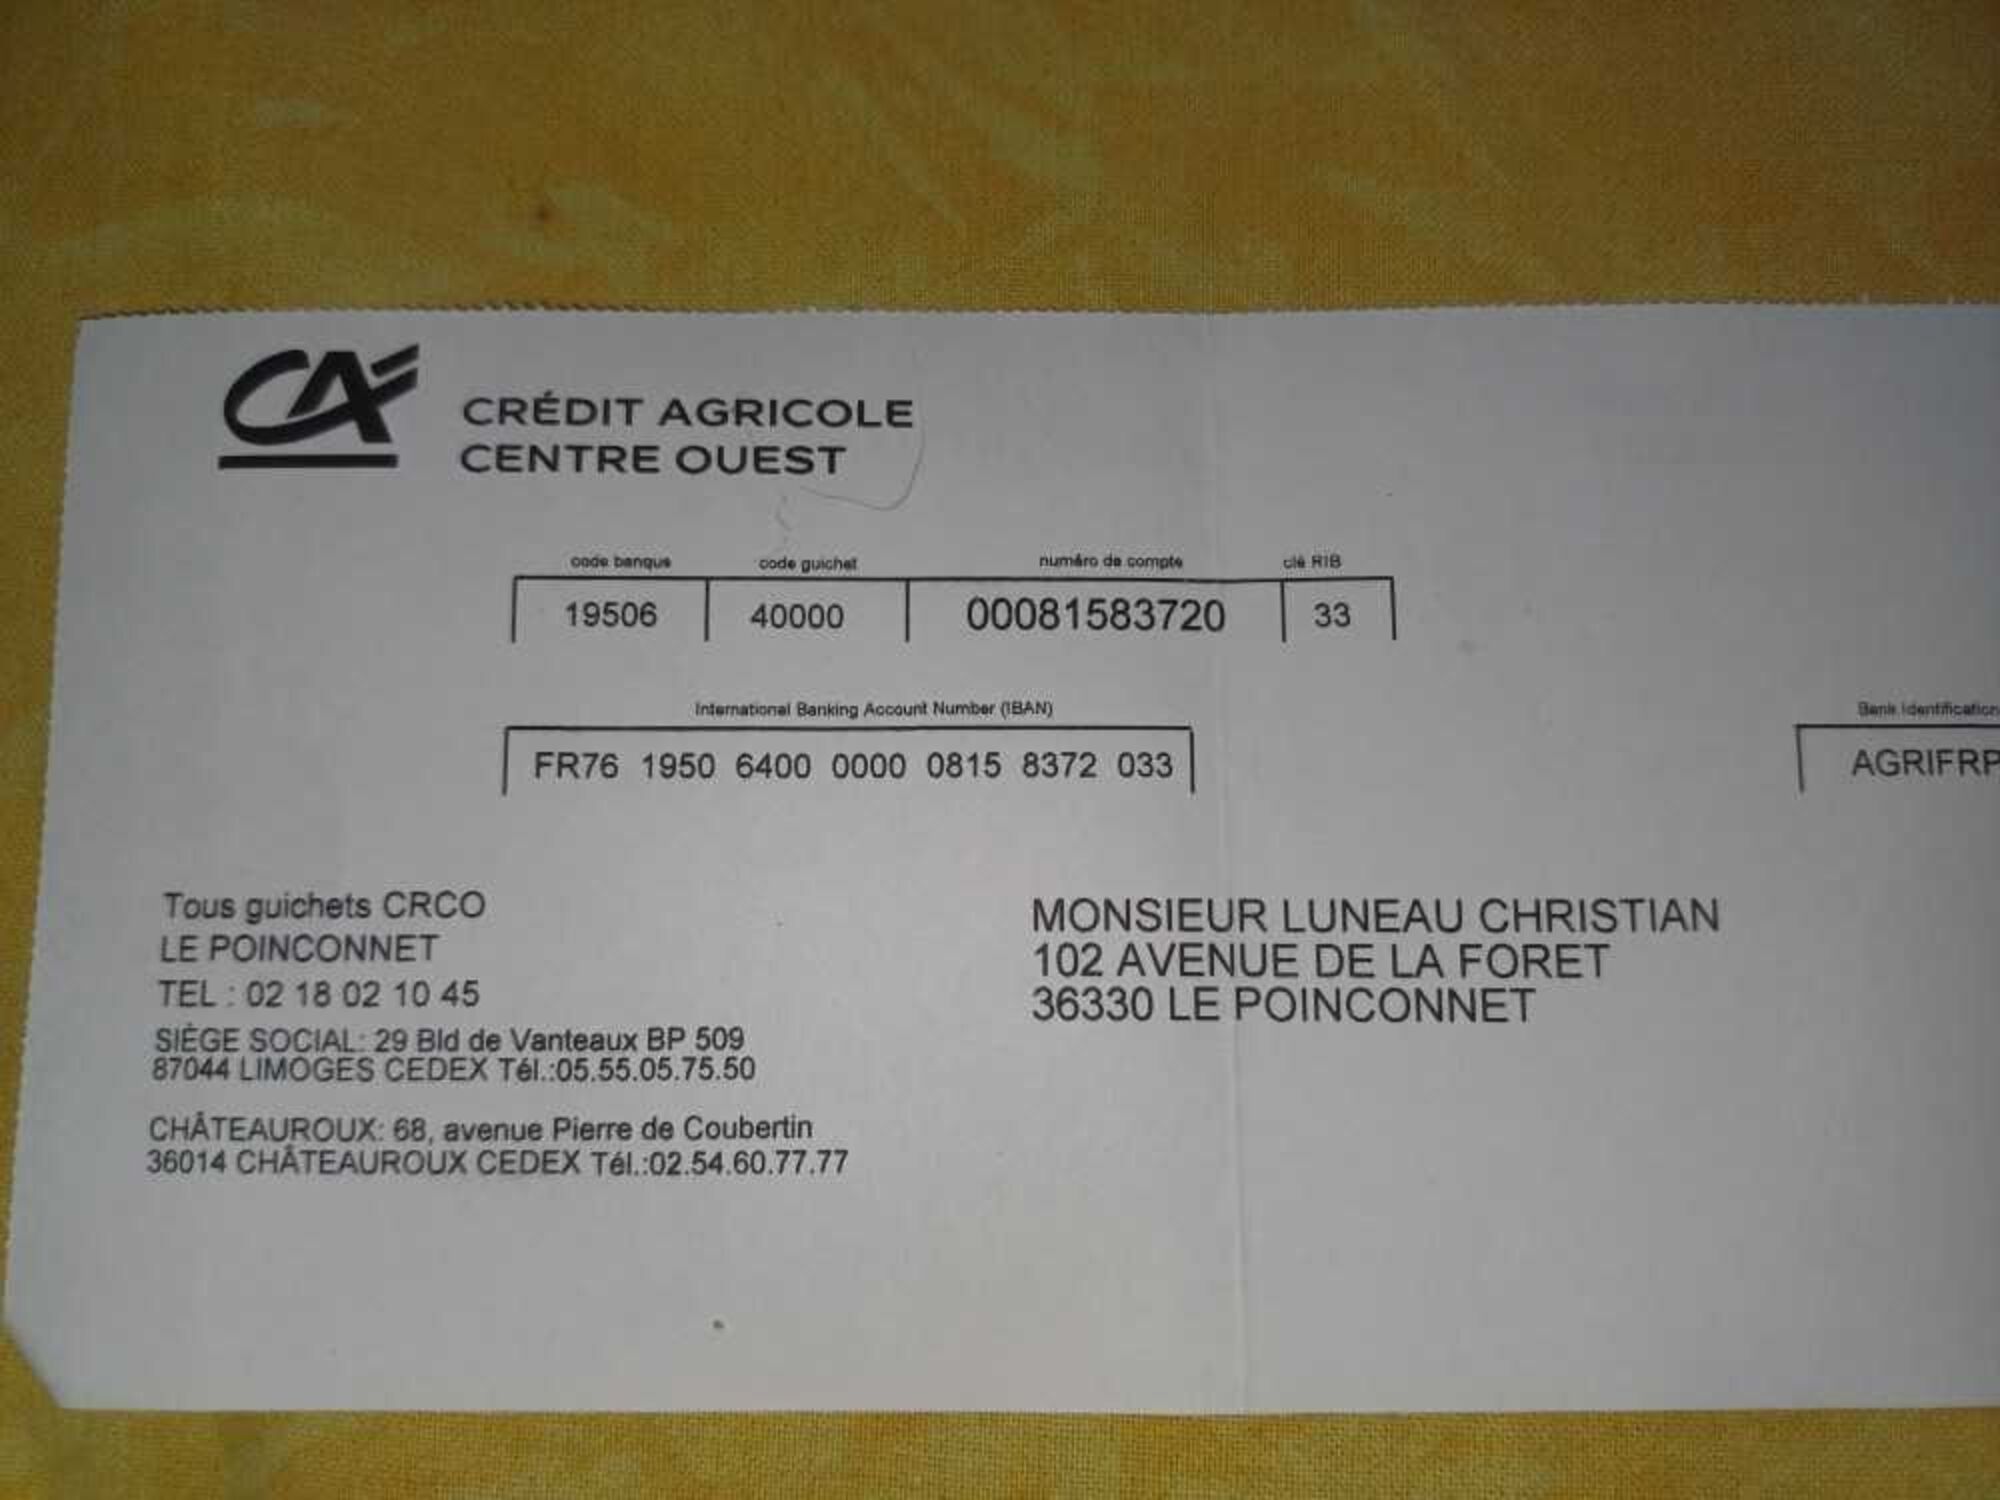 CA
CRÉDIT AGRICOLE
CENTRE OUEST
code banque code guichet numéro de compte clé RIB
19506 40000 00081583720 33
International Banking Account Number (IBAN) Bank Identification
FR76 1950 6400 0000 0815 8372 033 AGRIFRP
Tous guichets CRCO
LE POINCONNET
TEL : 02 18 02 10 45
SIÈGE SOCIAL: 29 Bld de Vanteaux BP 509
87044 LIMOGES CEDEX Tél.:05.55.05.75.50
CHÂTEAUROUX: 68, avenue Pierre de Coubertin
36014 CHÂTEAUROUX CEDEX Tél.:02.54.60.77.77
MONSIEUR LUNEAU CHRISTIAN
102 AVENUE DE LA FORET
36330 LE POINCONNET